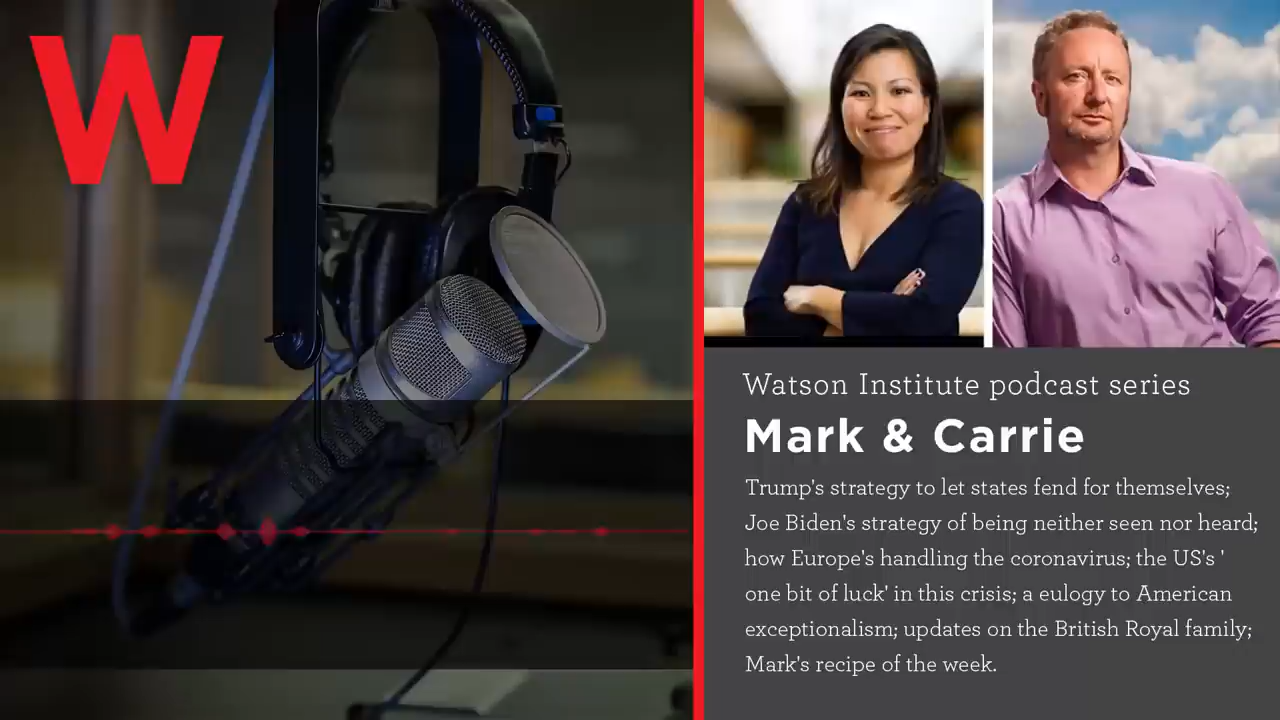 W
Watson Institute podcast series
Mark & Carrie
Trump's strategy to let states fend for themselves;
Joe Biden's strategy of being neither seen nor heard;
how Europe's handling the coronavirus; the US's '
one bit of luck' in this crisis; a eulogy to American
exceptionalism; updates on the British Royal family;
Mark's recipe of the week.